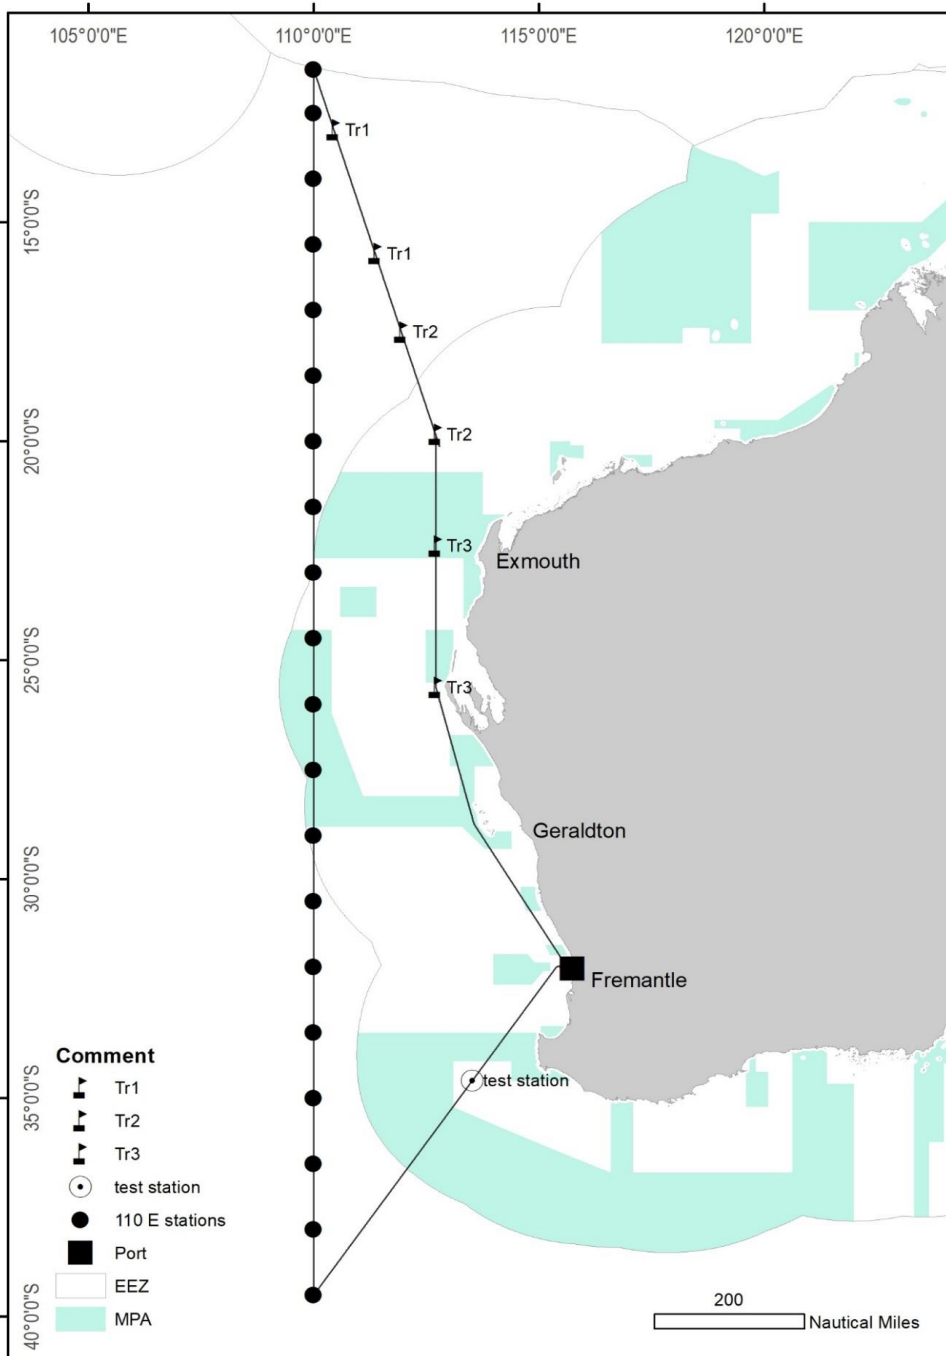 105°0'0"E
110°0'0"E
115°0'0"E
120°0'0"E
15°0'0"S
20°0'0"S
25°0'0"S
30°0'0"S
35°0'0"S
40°0'0"S
Tr1
Tr1
Tr2
Tr2
Tr3
Exmouth
Tr3
Geraldton
Fremantle
test station
Comment
Tr1
Tr2
Tr3
test station
110 E stations
Port
EEZ
MPA
200
Nautical Miles